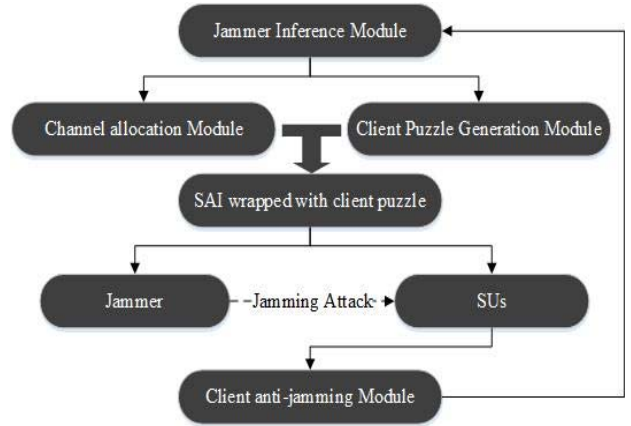 Jammer Inference Module
Channel allocation Module
Client Puzzle Generation Module
SAI wrapped with client puzzle
Jammer
Jamming Attack
SUs
Client anti-jamming Module